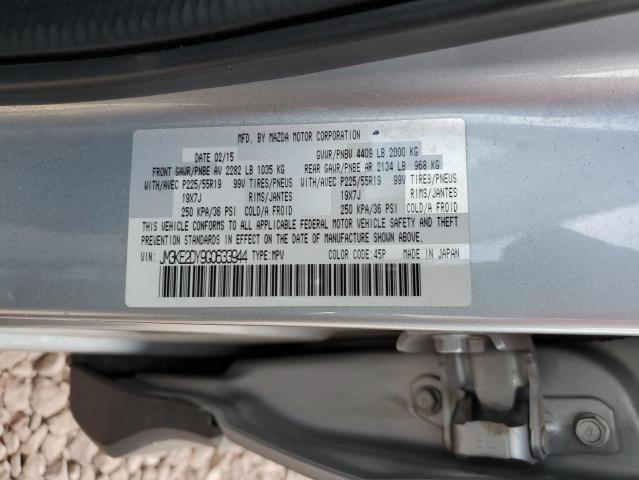 MFD. BY MAZDA MOTOR CORPORATION
DATE 02/15 GVWR/PNBV 4409 LB 2000 KG
FRONT GAWR/PNBE AV 2282 LB 1035 KG REAR GAWR/PNBE AR 2134 LB 968 KG
WITH/AVEC P225/55R19 99V TIRES/PNEUS WITH/AVEC P225/55R19 99V TIRES/PNEUS
19X7J 19X7J
250 KPA/36 PSI COLD/A FROID 250 KPA/36 PSI COLD/A FROID
THIS VEHICLE CONFORMS TO ALL APPLICABLE FEDERAL MOTOR VEHICLE SAFETY AND THEFT
PREVENTION STANDARDS IN EFFECT ON THE DATE OF MANUFACTURE SHOWN ABOVE.
VIN: JM3KE2DY9G0633944 TYPE: MPV COLOR CODE: 45P MADE IN JAPAN